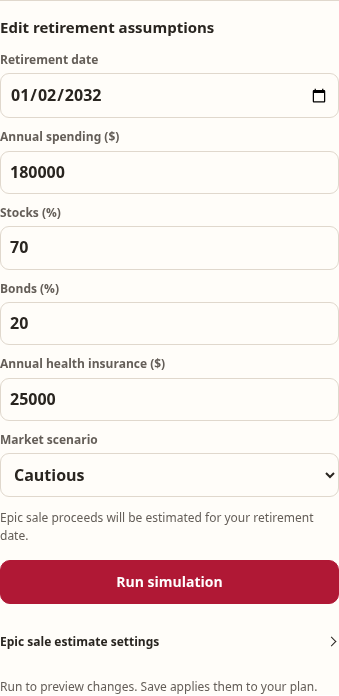 Edit retirement assumptions
Retirement date
01/02/2032
Annual spending ($)
180000
Stocks (%)
70
Bonds (%)
20
Annual health insurance ($)
25000
Market scenario
Cautious
Epic sale proceeds will be estimated for your retirement
date.
Run simulation
Epic sale estimate settings
Run to preview changes. Save applies them to your plan.